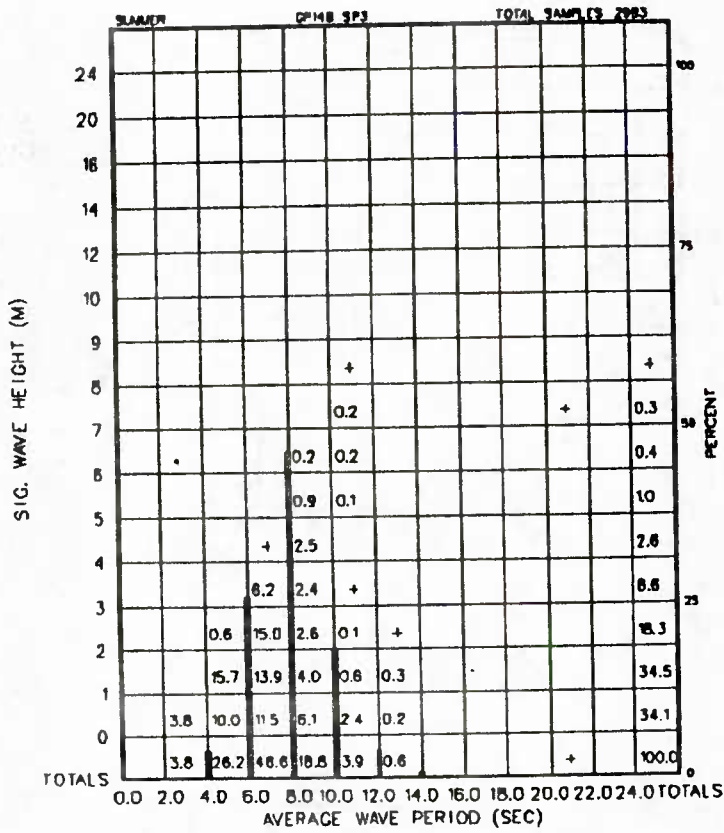 SUMMER GP14B SP3 TOTAL SAMPLES 2983
24 100
20
16
14
12 75
10
9
8 + +
7 0.2 + 0.3 50
6 0.2 0.2 0.4
5 0.9 0.1 1.0
4 + 2.5 2.6
3 6.2 2.4 + 8.6 25
2 0.6 15.0 2.6 0.1 + 18.3
1 15.7 13.9 4.0 0.6 0.3 34.5
0 3.8 10.0 11.5 6.1 2.4 0.2 34.1
3.8 26.2 46.6 18.8 3.9 0.6 + 100.0 0
TOTALS
0.0 2.0 4.0 6.0 8.0 10.0 12.0 14.0 16.0 18.0 20.0 22.0 24.0 TOTALS
AVERAGE WAVE PERIOD (SEC)
SIG. WAVE HEIGHT (M)
PERCENT